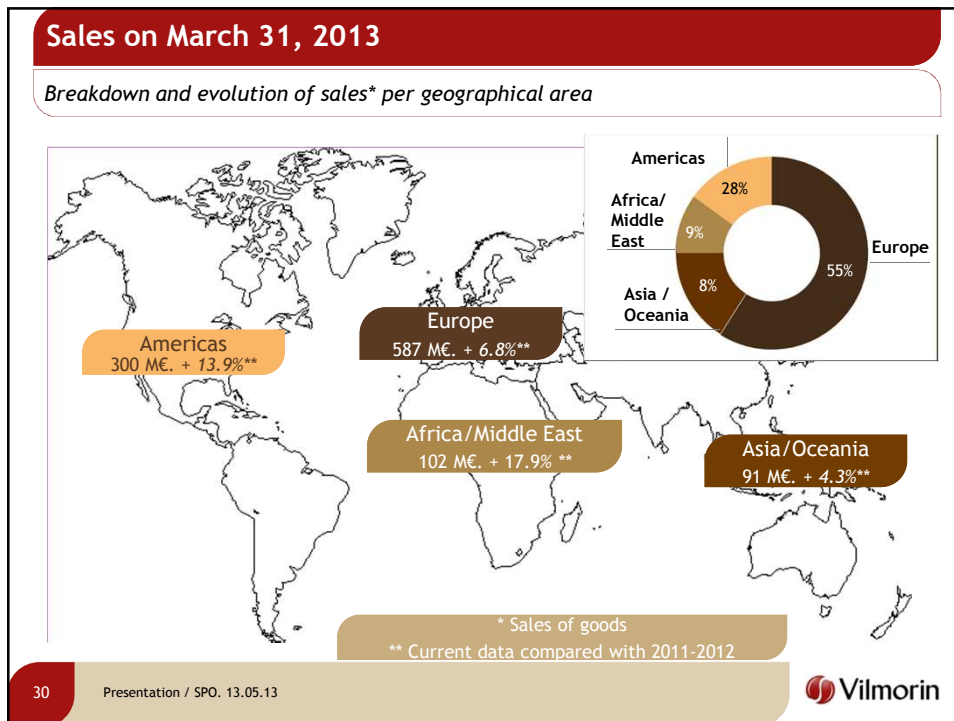 Sales on March 31, 2013
Breakdown and evolution of sales* per geographical area
Americas
28%
Africa/
Middle
East
9%
Europe
55%
Asia /
Oceania
8%
Americas
300 M€. + 13.9%**
Europe
587 M€. + 6.8%**
Africa/Middle East
102 M€. + 17.9% **
Asia/Oceania
91 M€. + 4.3%**
* Sales of goods
** Current data compared with 2011-2012
30
Presentation / SPO. 13.05.13
Vilmorin